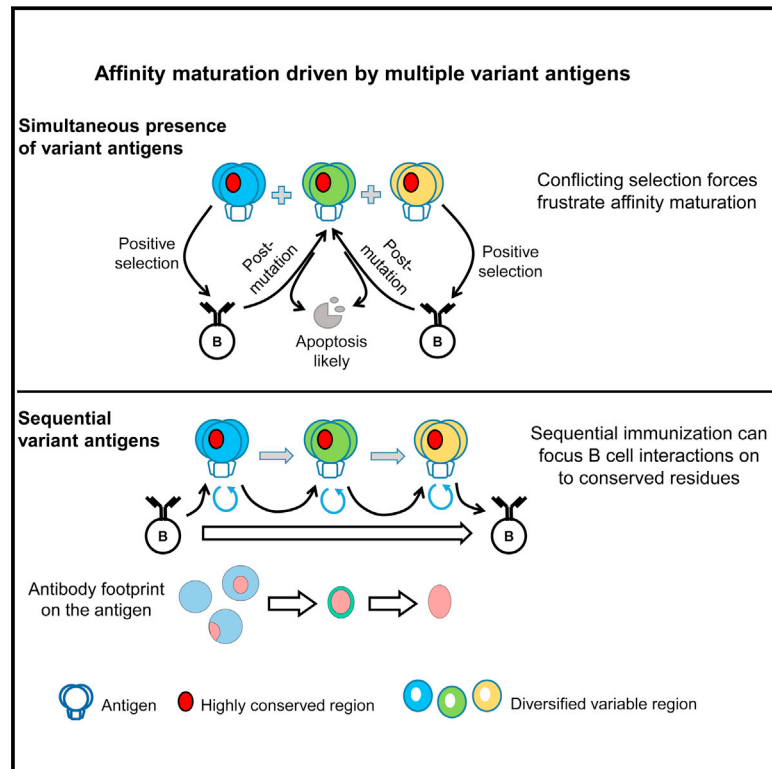 Affinity maturation driven by multiple variant antigens
Simultaneous presence
of variant antigens
Conflicting selection forces
frustrate affinity maturation
Positive
selection
Post-
mutation
Post-
mutation
Positive
selection
B
Apoptosis
likely
B
Sequential
variant antigens
Sequential immunization can
focus B cell interactions on
to conserved residues
B
B
Antibody footprint
on the antigen
Antigen
Highly conserved region
Diversified variable region